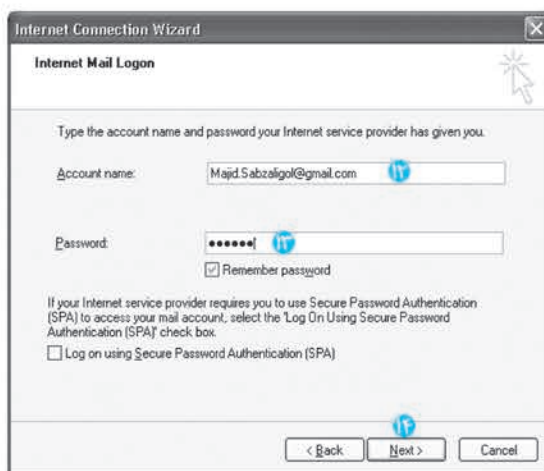 Internet Connection Wizard
Internet Mail Logon
Type the account name and password your Internet service provider has given you.
Account name:
Majid.Sabzaligol@gmail.com ۱۲
Password:
●●●●●● ۱۳
Remember password
If your Internet service provider requires you to use Secure Password Authentication
(SPA) to access your mail account, select the 'Log On Using Secure Password
Authentication (SPA)' check box.
Log on using Secure Password Authentication (SPA)
۱۴
< Back Next > Cancel